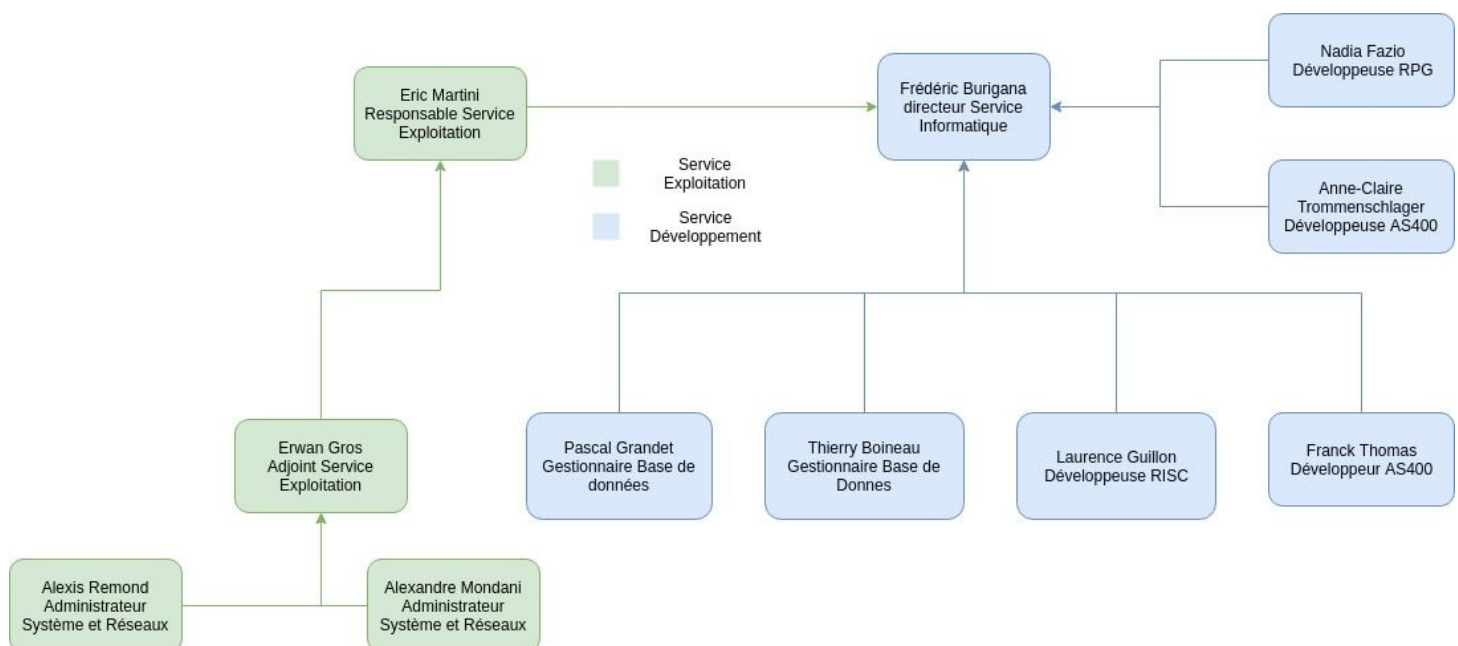 Nadia Fazio
Développeuse RPG
Eric Martini
Responsable Service
Exploitation
Frédéric Burigana
directeur Service
Informatique
Service
Exploitation
Service
Développement
Anne-Claire
Trommenschlager
Développeuse AS400
Erwan Gros
Adjoint Service
Exploitation
Pascal Grandet
Gestionnaire Base de
données
Thierry Boineau
Gestionnaire Base de
Donnes
Laurence Guillon
Développeuse RISC
Franck Thomas
Développeur AS400
Alexis Remond
Administrateur
Système et Réseaux
Alexandre Mondani
Administrateur
Système et Réseaux